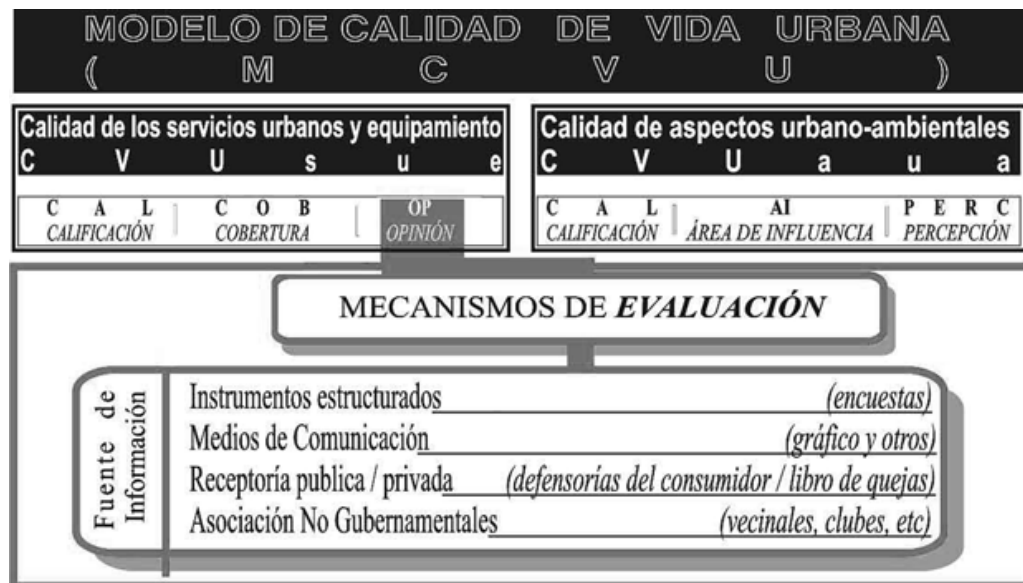 MODELO DE CALIDAD DE VIDA URBANA
( M C V U )
Calidad de los servicios urbanos y equipamiento
C V U s u e
C A L
CALIFICACIÓN
C O B
COBERTURA
OP
OPINIÓN
Calidad de aspectos urbano-ambientales
C V U a u a
C A L
CALIFICACIÓN
AI
ÁREA DE INFLUENCIA
P E R C
PERCEPCIÓN
MECANISMOS DE EVALUACIÓN
Fuente de
Información
Instrumentos estructurados (encuestas)
Medios de Comunicación (gráfico y otros)
Receptoría publica / privada (defensorías del consumidor / libro de quejas)
Asociación No Gubernamentales (vecinales, clubes, etc)